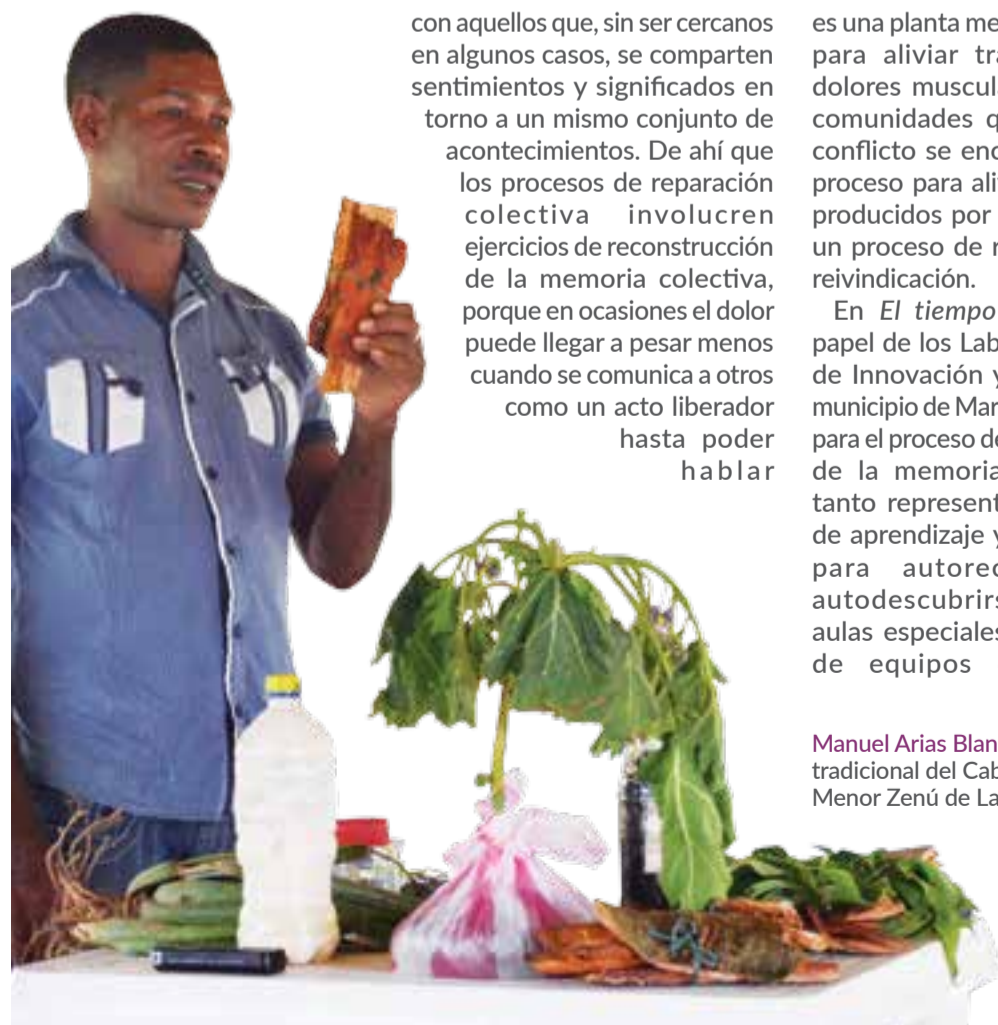 con aquellos que, sin ser cercanos
en algunos casos, se comparten
sentimientos y significados en
torno a un mismo conjunto de
acontecimientos. De ahí que
los procesos de reparación
colectiva involucren
ejercicios de reconstrucción
de la memoria colectiva,
porque en ocasiones el dolor
puede llegar a pesar menos
cuando se comunica a otros
como un acto liberador
hasta poder
hablar
es una planta me
para aliviar tra
dolores muscula
comunidades q
conflicto se enc
proceso para ali
producidos por
un proceso de r
reivindicación.
En El tiempo
papel de los Lab
de Innovación y
municipio de Mar
para el proceso de
de la memoria
tanto represent
de aprendizaje y
para autorec
autodescubrirs
aulas especiales
de equipos
Manuel Arias Blan
tradicional del Cab
Menor Zenú de La